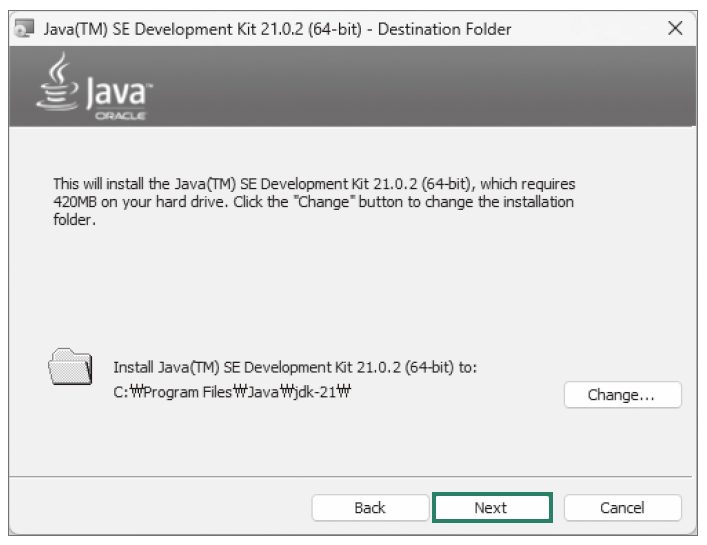 Java(TM) SE Development Kit 21.0.2 (64-bit) - Destination Folder
Java™
ORACLE
This will install the Java(TM) SE Development Kit 21.0.2 (64-bit), which requires
420MB on your hard drive. Click the "Change" button to change the installation
folder.
Install Java(TM) SE Development Kit 21.0.2 (64-bit) to:
C:₩Program Files₩Java₩jdk-21₩
Change...
Back
Next
Cancel